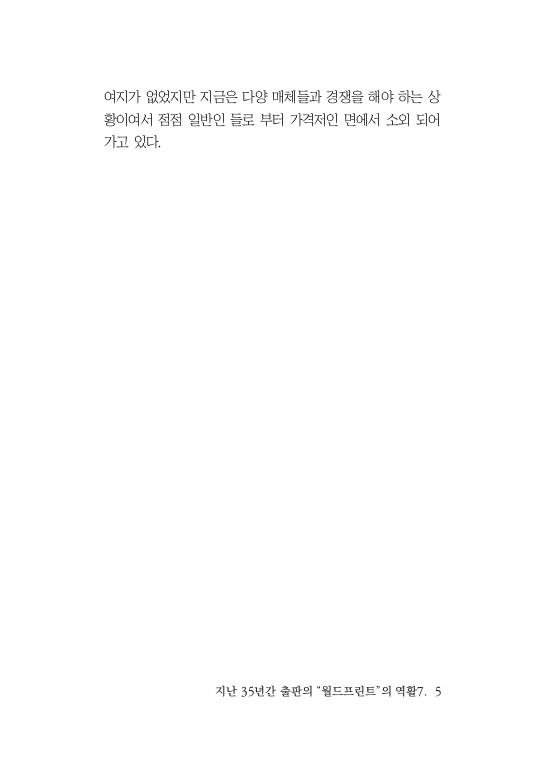 여지가 없었지만 지금은 다양 매체들과 경쟁을 해야 하는 상
황이여서 점점 일반인 들로 부터 가격저인 면에서 소외 되어
가고 있다.
지난 35년간 출판의 “월드프린트”의 역활7. 5